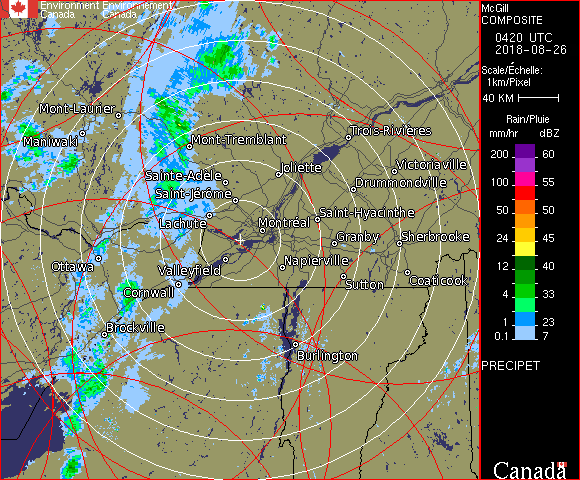 Environment Environnement
Canada Canada
McGill
COMPOSITE
0420 UTC
2018-08-26
Scale/Échelle:
1km/Pixel
40 KM
Rain/Pluie
mm/hr dBZ
200 60
150 57
100 55
50 50
24 45
12 40
4 33
1 23
0.1 7
PRECIPET
Canada
Mont-Laurier
Maniwaki
Mont-Tremblant
Trois-Rivières
Joliette
Victoriaville
Sainte-Adèle
Drummondville
Saint-Jérôme
Saint-Hyacinthe
Lachute
Montréal
Granby
Sherbrooke
Ottawa
Valleyfield
Napierville
Sutton
Coaticook
Cornwall
Brockville
Burlington